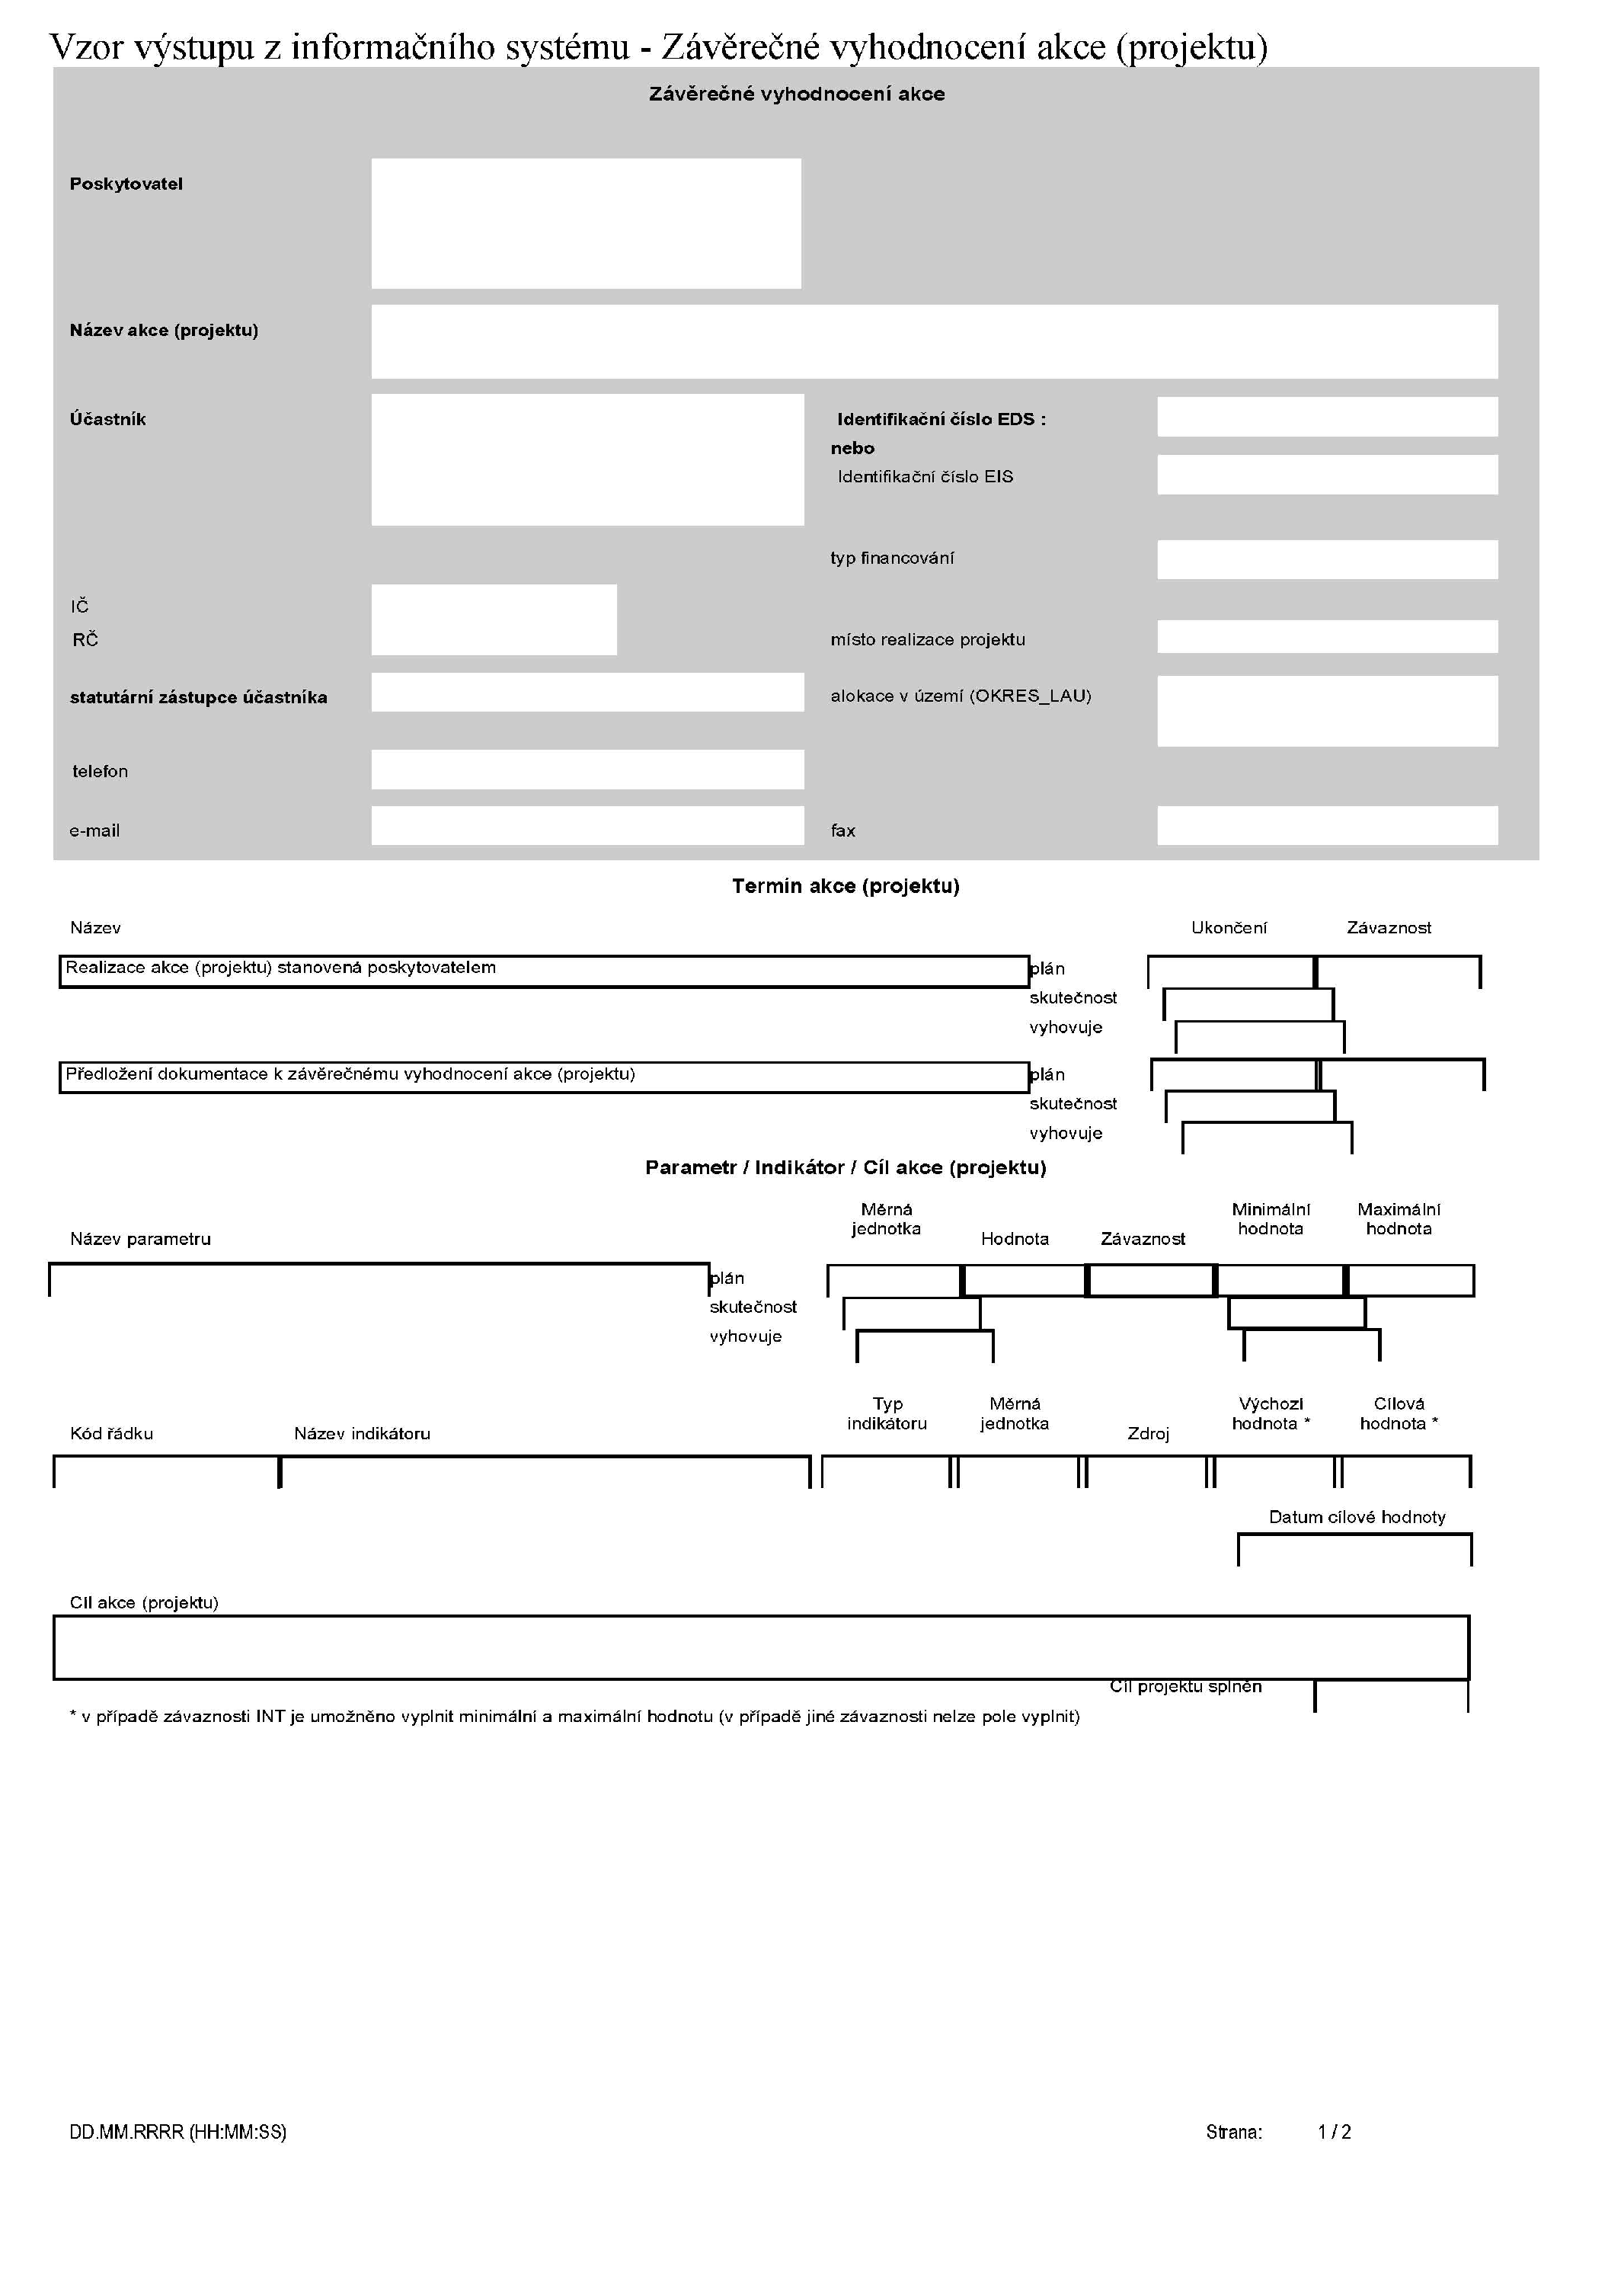 Vzor výstupu z informačního systému - Závěrečné vyhodnocení akce (projektu)
Závěrečné vyhodnocení akce
Poskytovatel
Název akce (projektu)
Účastník
Identifikační číslo EDS :
nebo
Identifikační číslo EIS
typ financování
IČ
RČ
místo realizace projektu
statutární zástupce účastníka
alokace v území (OKRES_LAU)
telefon
e-mail
fax
Termín akce (projektu)
Název Ukončení Závaznost
Realizace akce (projektu) stanovená poskytovatelem plán
skutečnost
vyhovuje
Předložení dokumentace k závěrečnému vyhodnocení akce (projektu) plán
skutečnost
vyhovuje
Parametr / Indikátor / Cíl akce (projektu)
Měrná Minimální Maximální
jednotka hodnota hodnota
Název parametru Hodnota Závaznost
plán
skutečnost
vyhovuje
Typ Měrná Výchozí Cílová
indikátoru jednotka hodnota * hodnota *
Kód řádku Název indikátoru Zdroj
Datum cílové hodnoty
Cíl akce (projektu)
Cíl projektu splněn
* v případě závaznosti INT je umožněno vyplnit minimální a maximální hodnotu (v případě jiné závaznosti nelze pole vyplnit)
DD.MM.RRRR (HH:MM:SS) Strana: 1 / 2